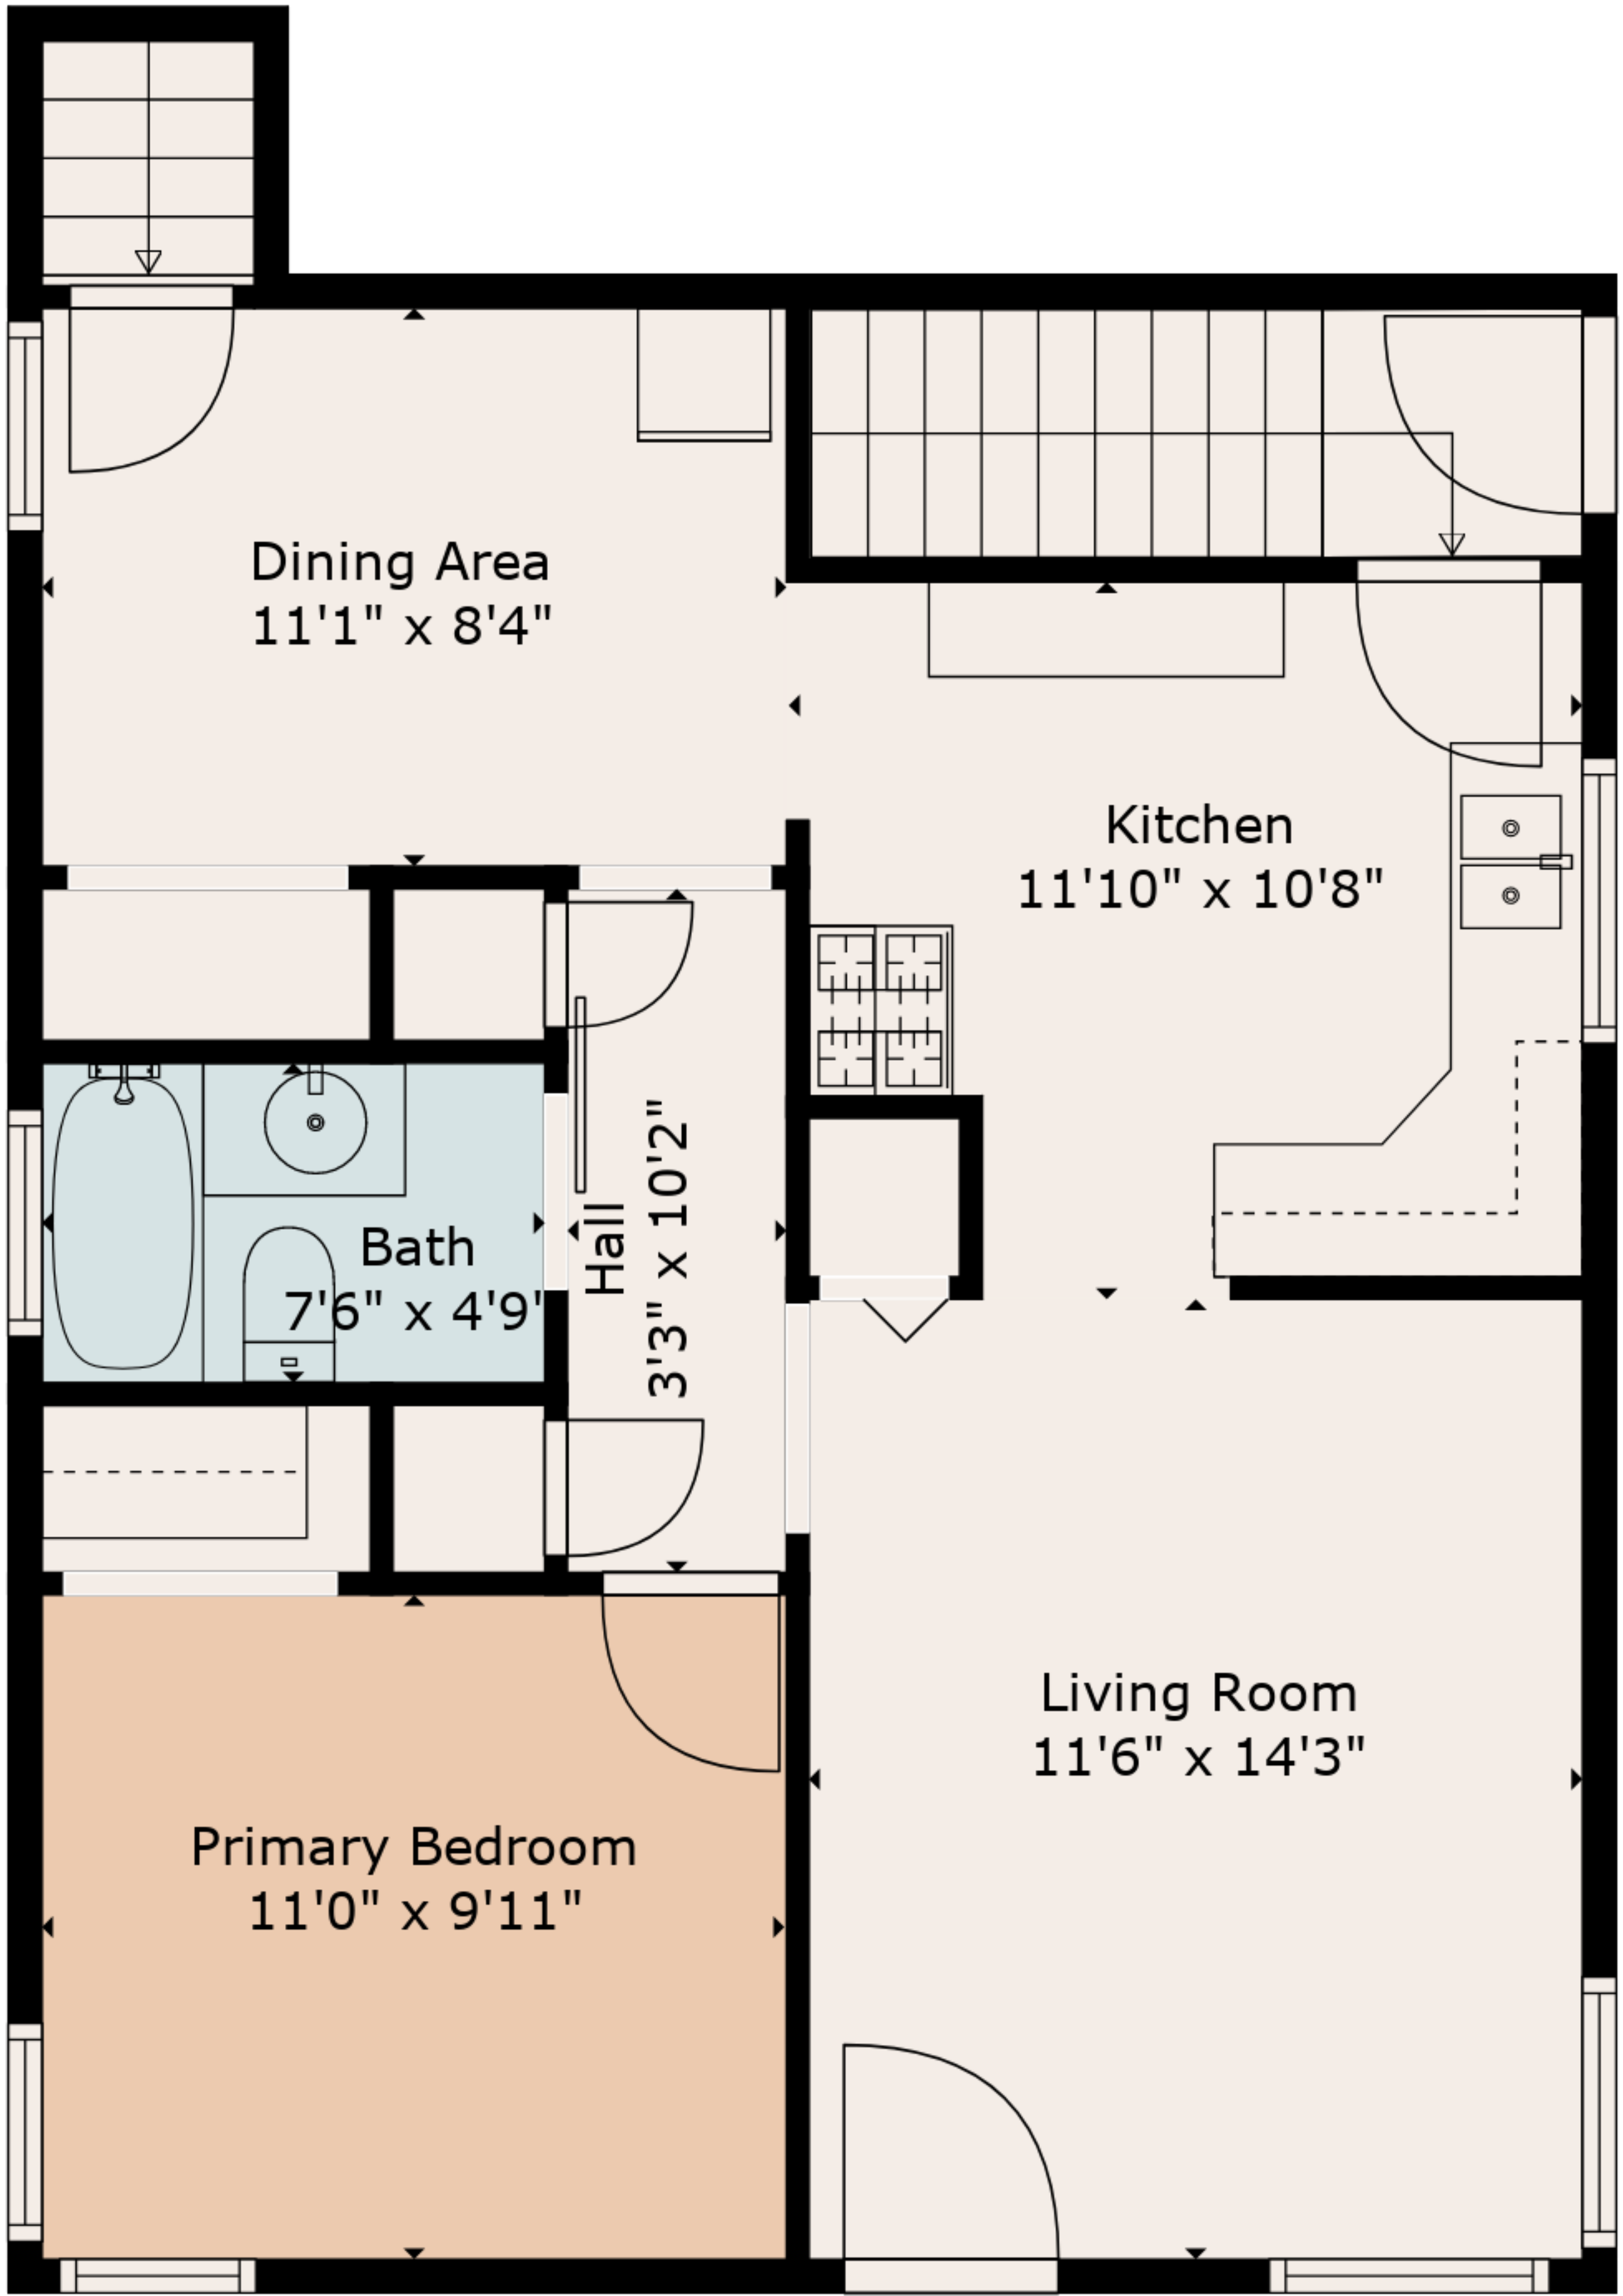 Dining Area
11'1" x 8'4"
Kitchen
11'10" x 10'8"
Bath
7'6" x 4'9'
Hall
3'3" x 10'2"
Living Room
11'6" x 14'3"
Primary Bedroom
11'0" x 9'11"